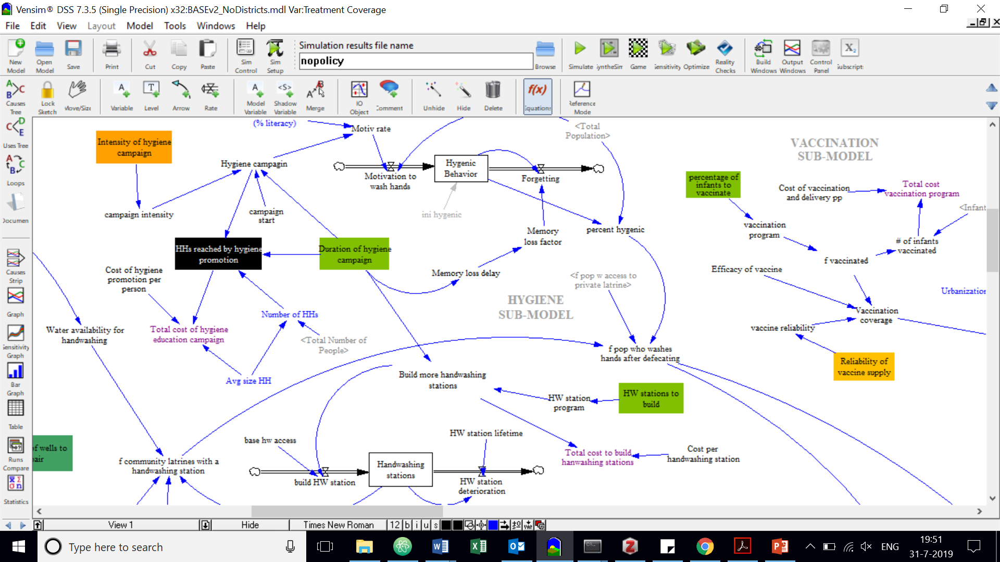 Vensim® DSS 7.3.5 (Single Precision) x32:BASEv2_NoDistricts.mdl Var:Treatment Coverage
File Edit View Layout Model Tools Windows Help
New Model
Open Model
Save
Print
Cut
Copy
Paste
Sim Control
Sim Setup
Simulation results file name
nopolicy
Browse
Simulate
Game
Optimize
Reality Checks
Build Windows
Output Windows
Control Panel
Causes Tree
Lock Sketch
Move/Size
Variable
Level
Arrow
Rate
Model Variable
Shadow Variable
Merge
IO Object
Unhide
Hide
Delete
Equations
Reference Mode
Uses Tree
Loops
Causes Strip
Graph
Graph
Bar Graph
Table
Runs Compare
Statistics
(% literacy)
Motiv rate
<Total
Population>
Intensity of hygiene
campaign
VACCINATION
SUB-MODEL
Hygiene campagin
Hygenic
Behavior
Motivation to
wash hands
Forgetting
percentage of
infants to
vaccinate
Cost of vaccination
and delivery pp
Total cost
vaccination program
<Infant
campaign intensity
campaign
start
ini hygenic
Memory
loss factor
percent hygenic
vaccination
program
# of infants
vaccinated
HHs reached by hygiene
promotion
Duration of hygiene
campaign
f vaccinated
Cost of hygiene
promotion per
person
Memory loss delay
<f pop w access to
private latrine>
Efficacy of vaccine
Urbanization
HYGIENE
SUB-MODEL
Number of HHs
Vaccination
coverage
Water availability for
handwashing
Total cost of hygiene
education campaign
<Total Number of
People>
vaccine reliability
f pop who washes
hands after defecating
Reliability of
vaccine supply
Avg size HH
Build more handwashing
stations
HW station
program
HW stations to
build
base hw access
HW station lifetime
of wells to
Total cost to build
hanwashing stations
Cost per
handwashing station
f community latrines with a
handwashing station
Handwashing
stations
build HW station
HW station
deterioration
View 1 Hide Times New Roman 12 b i u s
Type here to search
ENG
19:51
31-7-2019